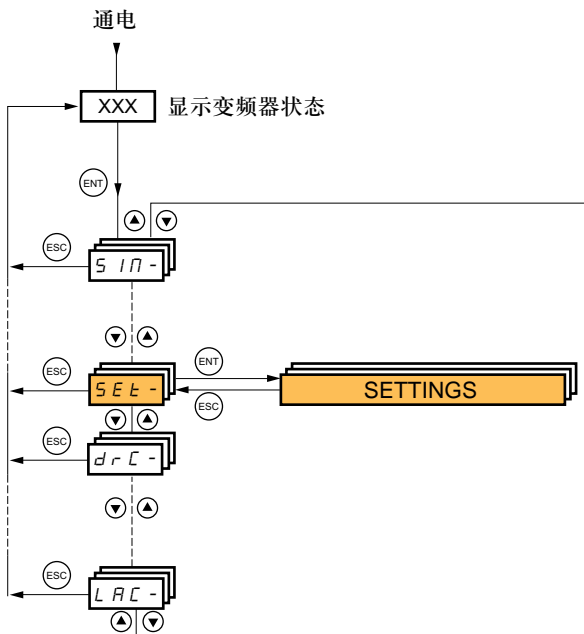 通电
XXX 显示变频器状态
ENT
ESC
SIM-
ENT
ESC
SEt-
SETTINGS
ESC
ESC
drC-
ESC
LAC-